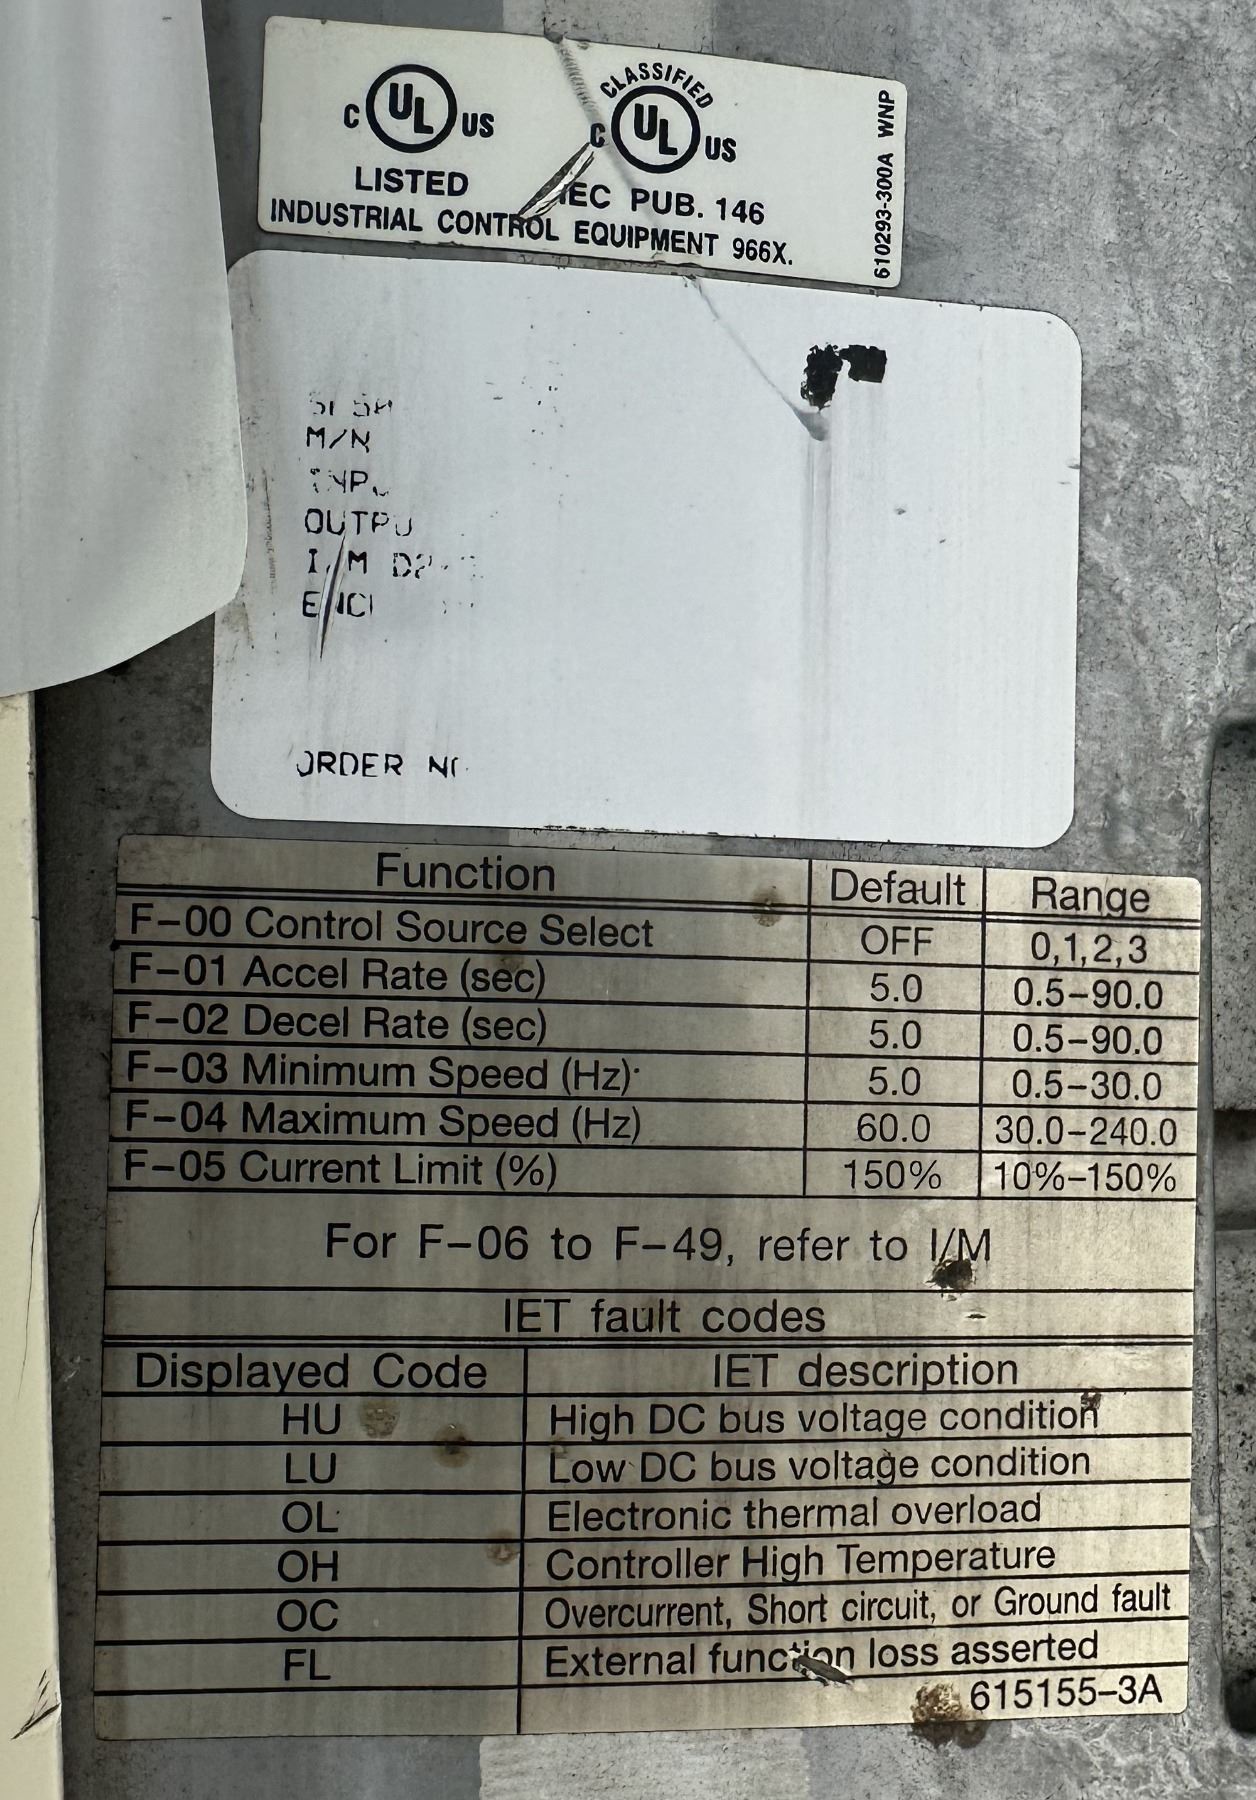 C UL US
LISTED
CLASSIFIED
C UL US
IEC PUB. 146
INDUSTRIAL CONTROL EQUIPMENT 966X.
610293-300A WNP
M/N
OUTPU
I/M
ORDER
Function Default Range
F-00 Control Source Select OFF 0,1,2,3
F-01 Accel Rate (sec) 5.0 0.5-90.0
F-02 Decel Rate (sec) 5.0 0.5-90.0
F-03 Minimum Speed (Hz) 5.0 0.5-30.0
F-04 Maximum Speed (Hz) 60.0 30.0-240.0
F-05 Current Limit (%) 150% 10%-150%
For F-06 to F-49, refer to I/M
IET fault codes
Displayed Code IET description
HU High DC bus voltage condition
LU Low DC bus voltage condition
OL Electronic thermal overload
OH Controller High Temperature
OC Overcurrent, Short circuit, or Ground fault
FL External function loss asserted
615155-3A